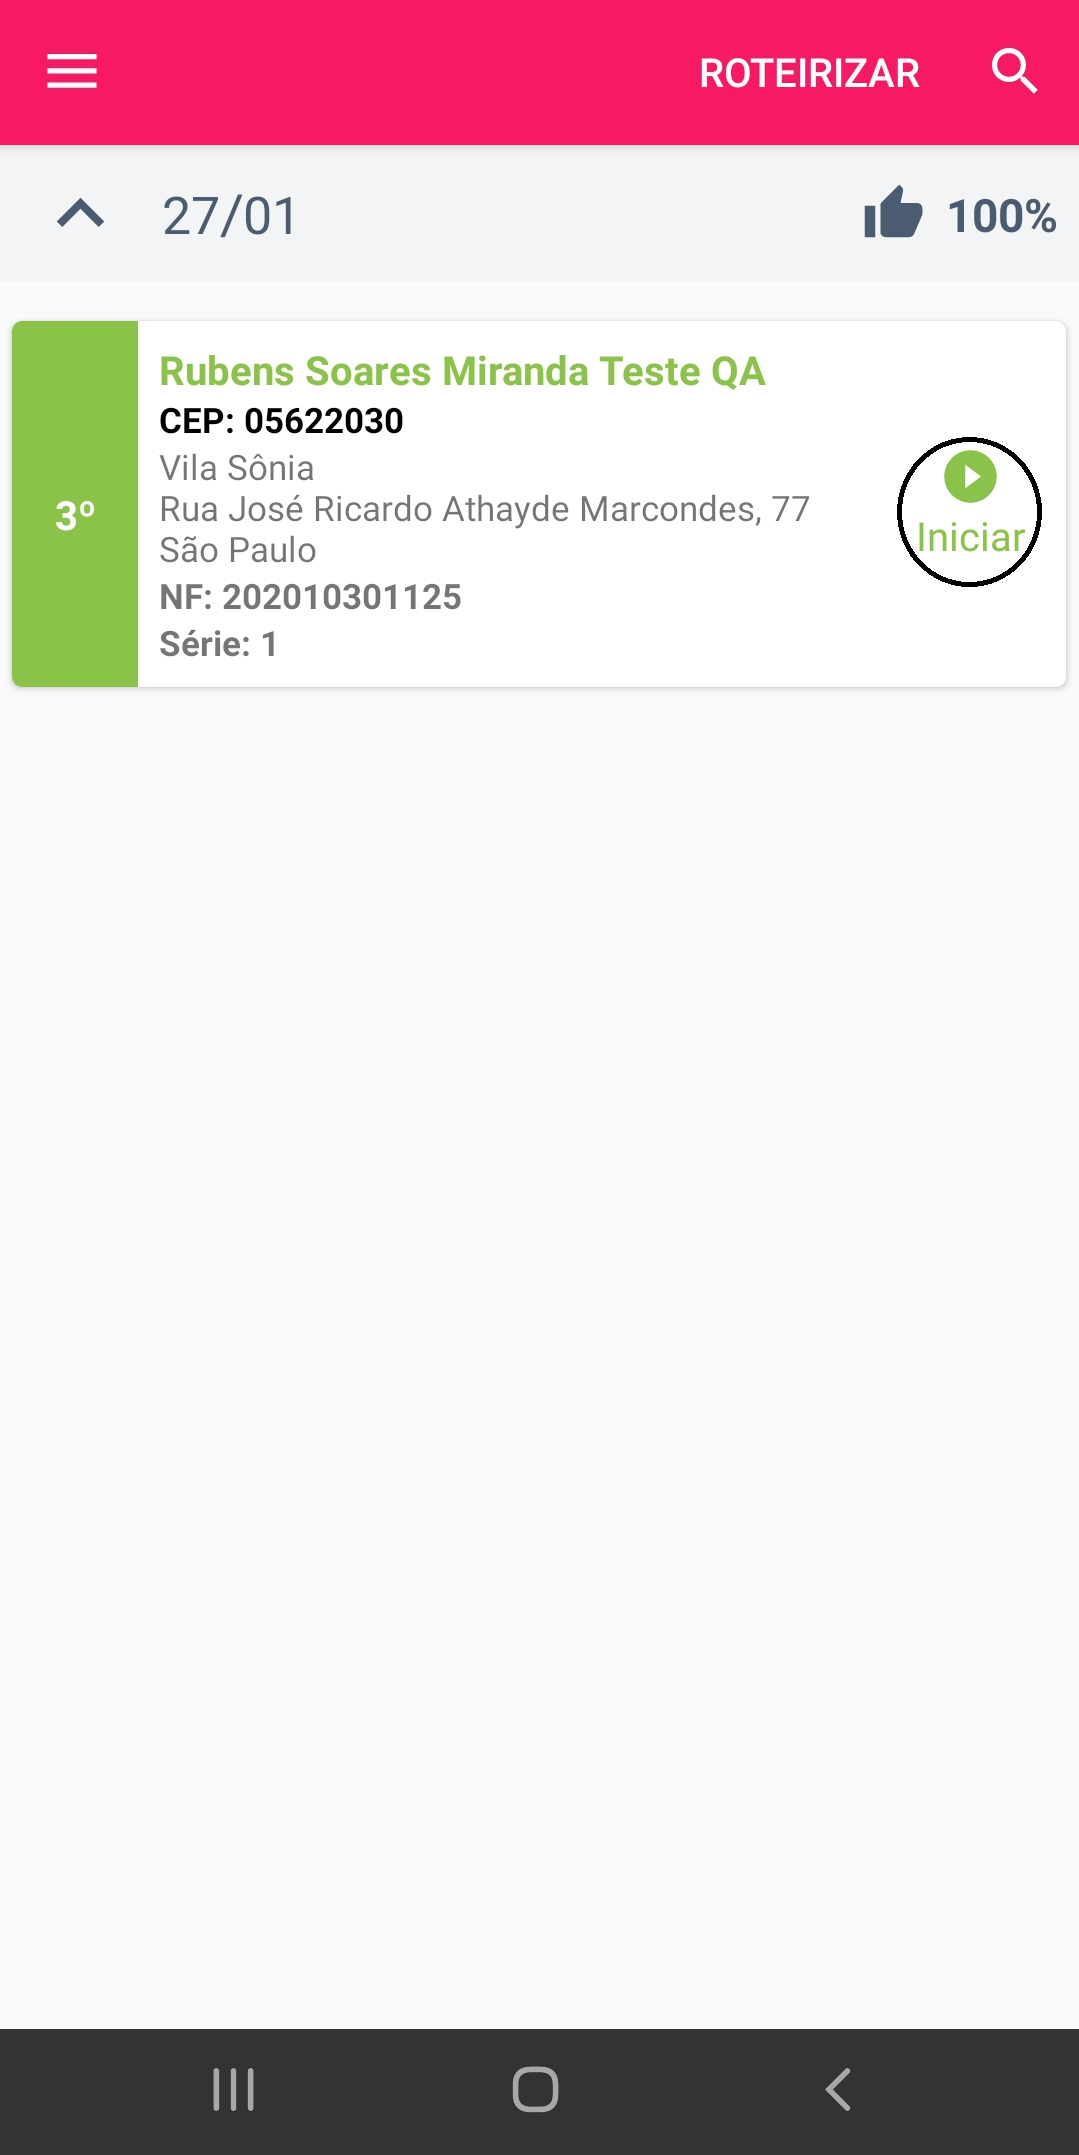 ROTEIRIZAR
27/01
100%
Rubens Soares Miranda Teste QA
CEP: 05622030
Vila Sônia
3º
Rua José Ricardo Athayde Marcondes, 77
São Paulo
Iniciar
NF: 202010301125
Série: 1